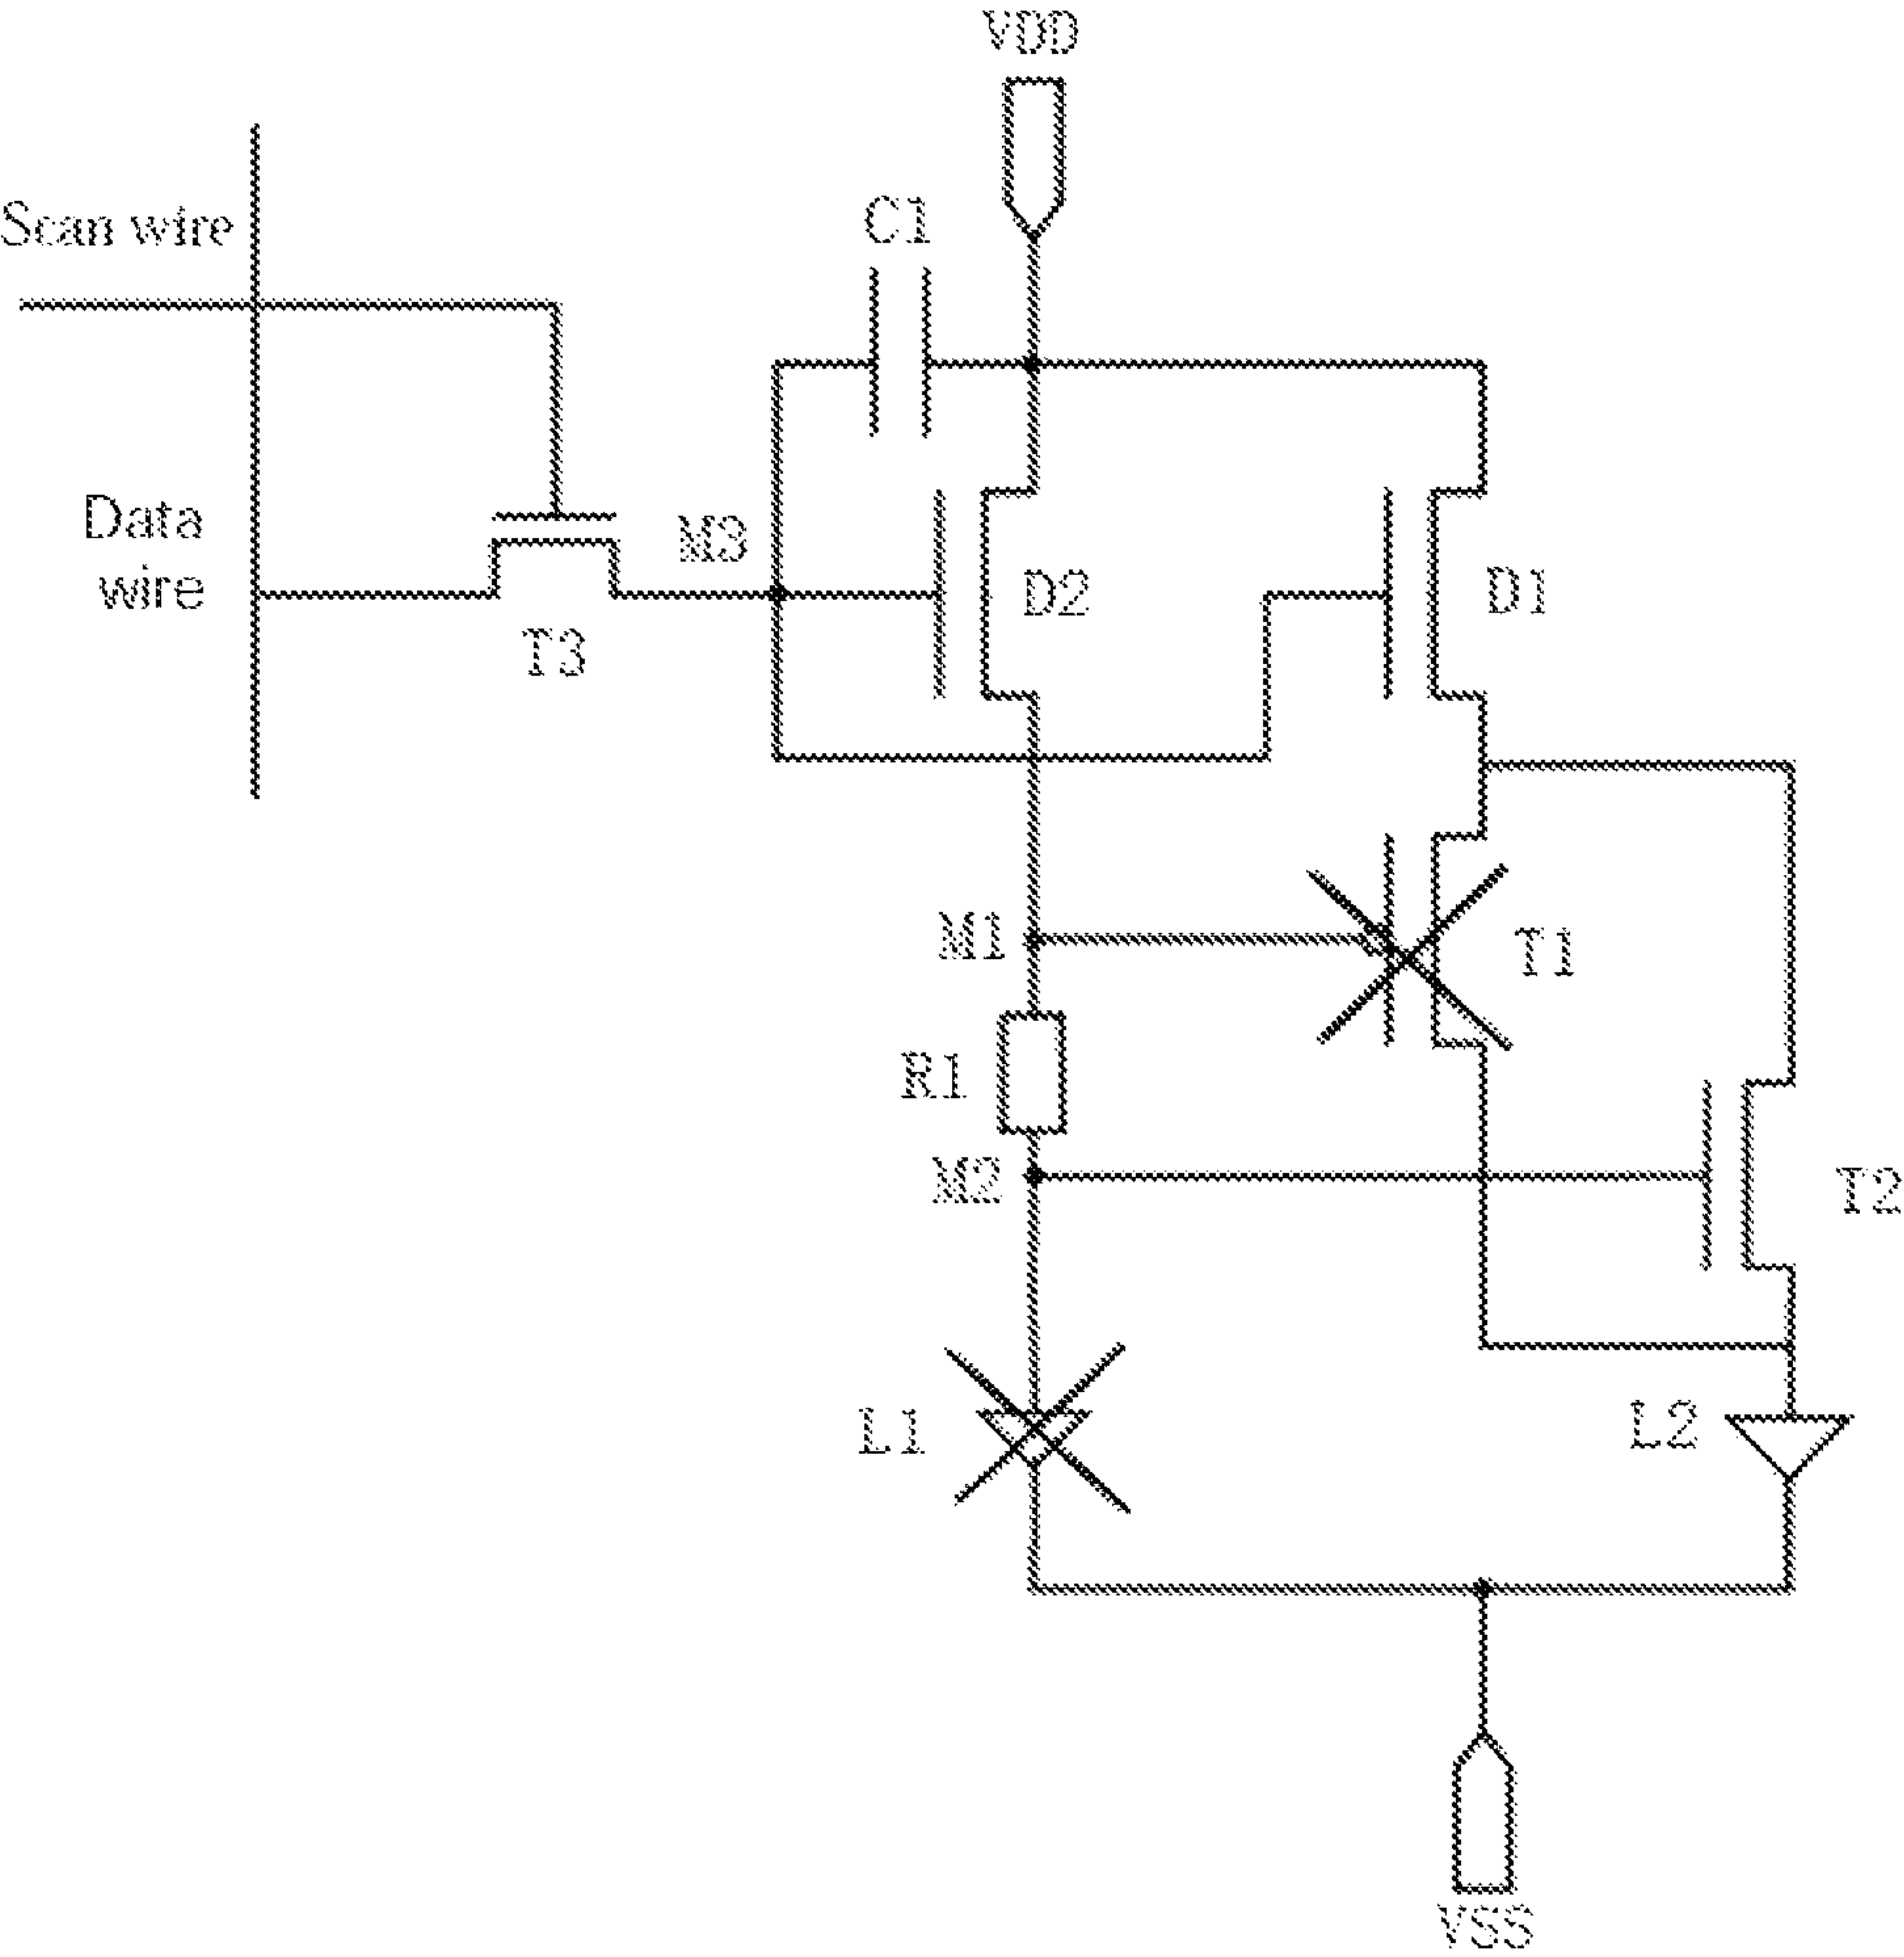 VDD
C1
Scan wire
Data
wire
M3
D2
D1
T3
M1
T1
R1
M2
T2
L1
L2
VSS